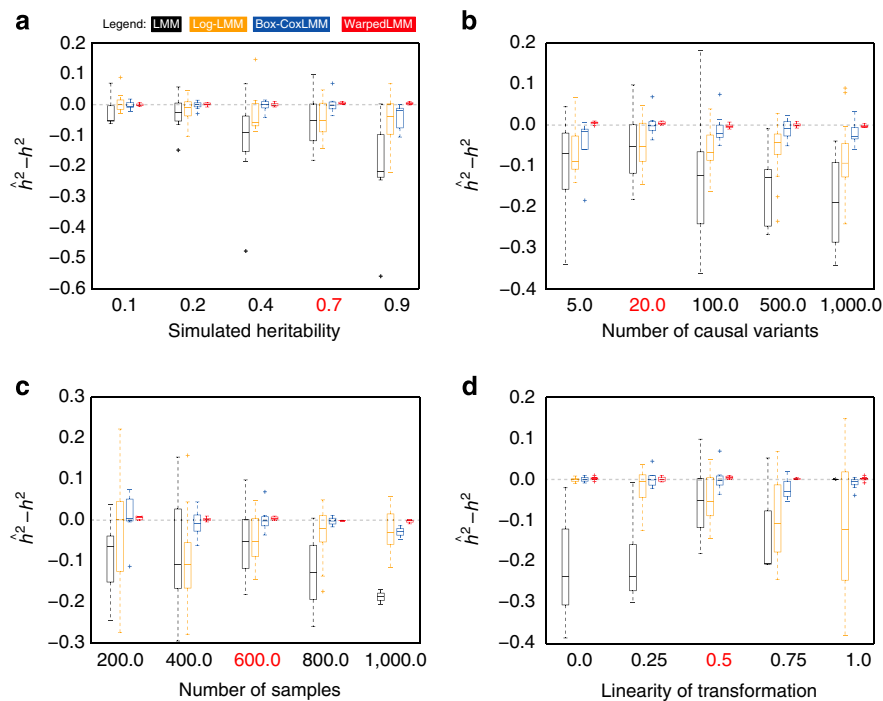 a
Legend: LMM Log-LMM Box-CoxLMM WarpedLMM
0.2
0.1
0.0
−0.1
−0.2
−0.3
−0.4
−0.5
−0.6
ĥ²−h²
0.1 0.2 0.4 0.7 0.9
Simulated heritability
b
0.2
0.1
0.0
−0.1
−0.2
−0.3
−0.4
ĥ²−h²
5.0 20.0 100.0 500.0 1,000.0
Number of causal variants
c
0.3
0.2
0.1
0.0
−0.1
−0.2
−0.3
ĥ²−h²
200.0 400.0 600.0 800.0 1,000.0
Number of samples
d
0.2
0.1
0.0
−0.1
−0.2
−0.3
−0.4
ĥ²−h²
0.0 0.25 0.5 0.75 1.0
Linearity of transformation